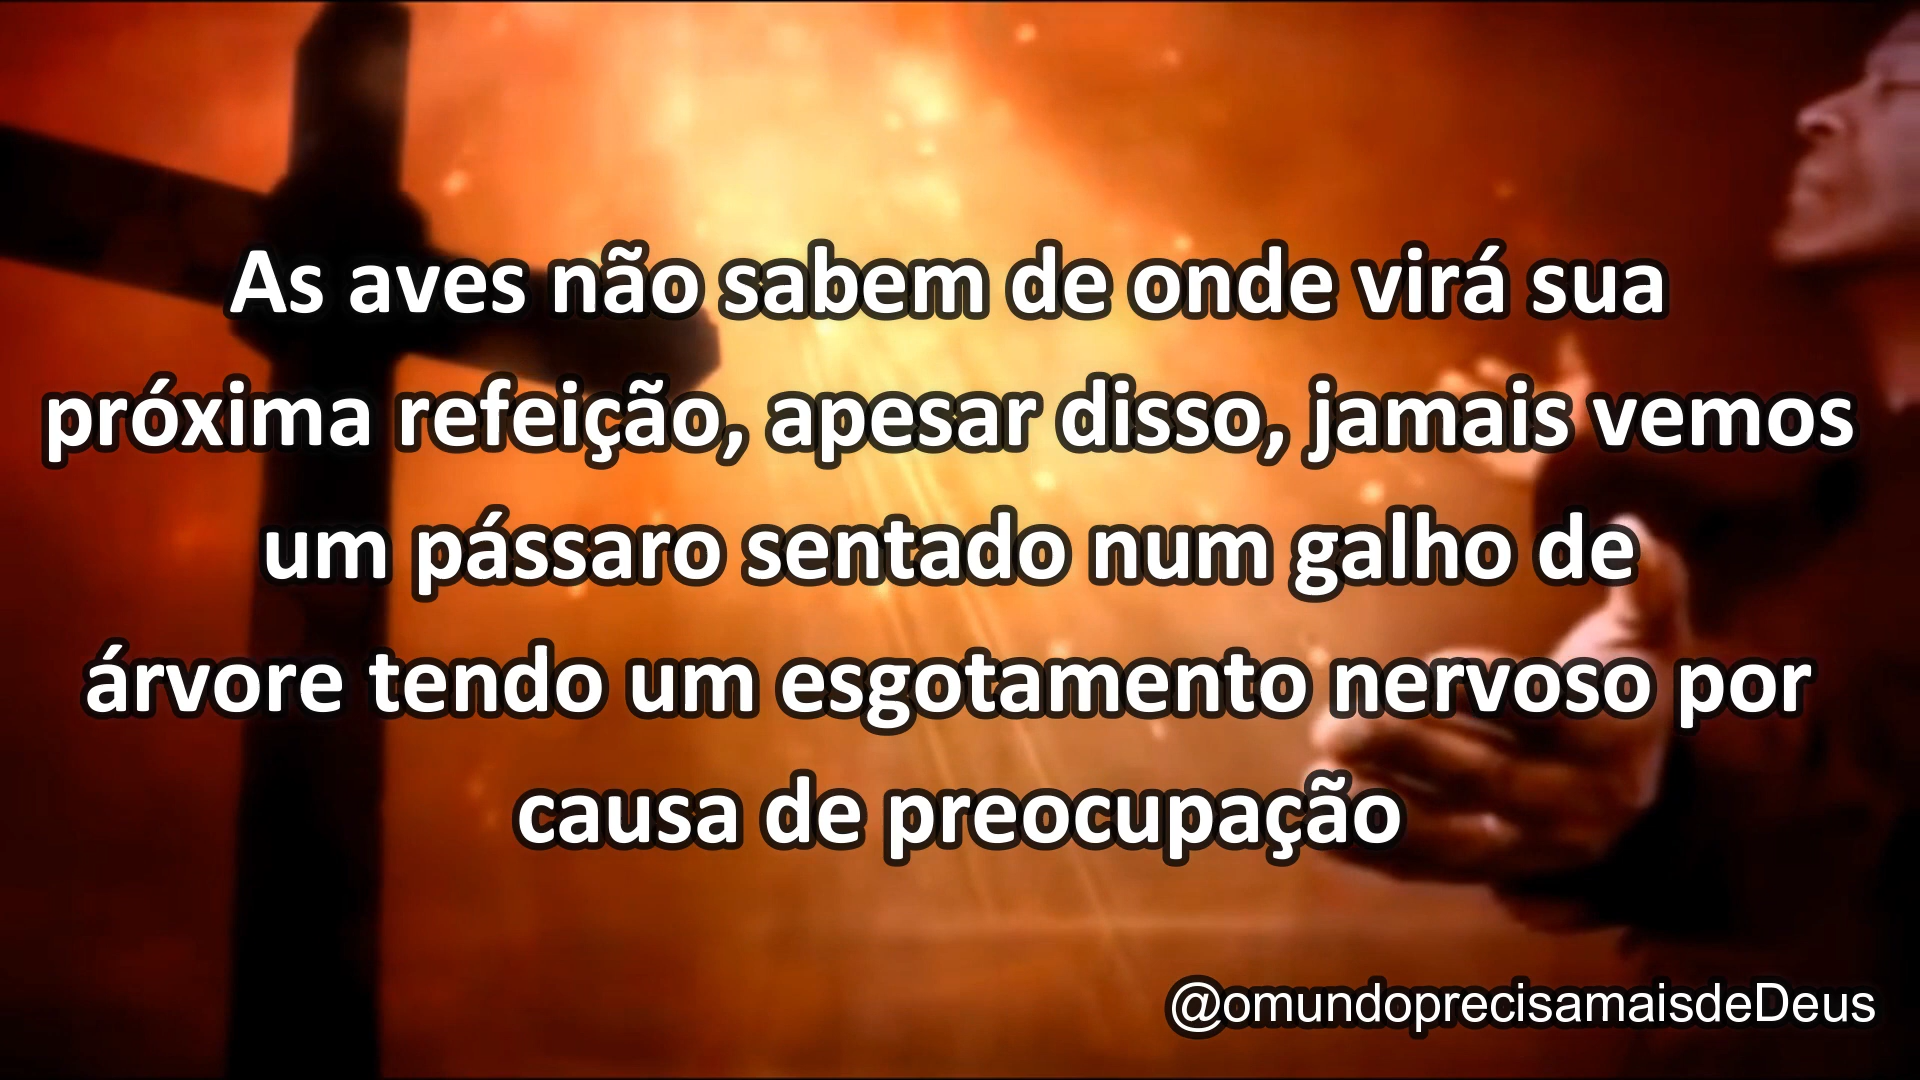 As aves não sabem de onde virá sua
próxima refeição, apesar disso, jamais vemos
um pássaro sentado num galho de
árvore tendo um esgotamento nervoso por
causa de preocupação
@omundoprecisamaisdeDeus